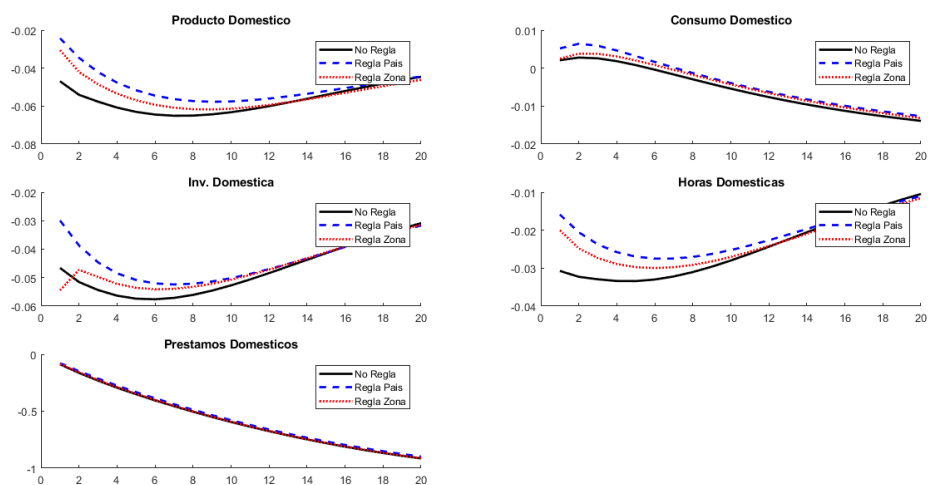 Producto Domestico
-0.02
-0.04
-0.06
-0.08
0 2 4 6 8 10 12 14 16 18 20
No Regla
Regla Pais
Regla Zona
Consumo Domestico
0.01
0
-0.01
-0.02
0 2 4 6 8 10 12 14 16 18 20
No Regla
Regla Pais
Regla Zona
Inv. Domestica
-0.02
-0.03
-0.04
-0.05
-0.06
0 2 4 6 8 10 12 14 16 18 20
No Regla
Regla Pais
Regla Zona
Horas Domesticas
-0.01
-0.02
-0.03
-0.04
0 2 4 6 8 10 12 14 16 18 20
No Regla
Regla Pais
Regla Zona
Prestamos Domesticos
0
-0.5
-1
0 2 4 6 8 10 12 14 16 18 20
No Regla
Regla Pais
Regla Zona